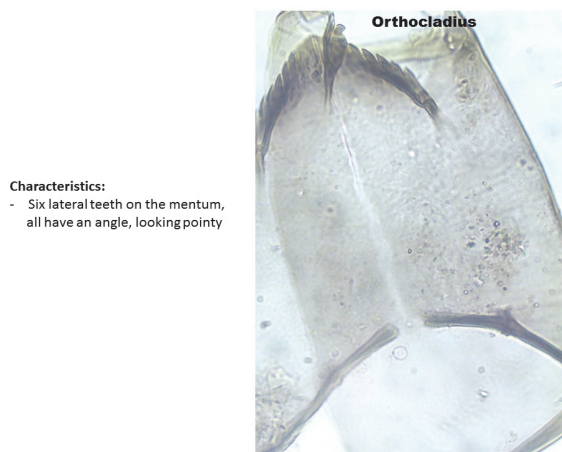 Orthocladius
Characteristics:
- Six lateral teeth on the mentum,
all have an angle, looking pointy